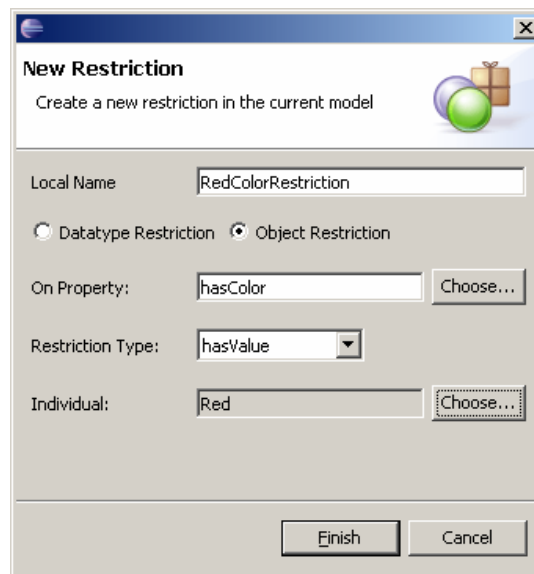 New Restriction
Create a new restriction in the current model
Local Name RedColorRestriction
Datatype Restriction Object Restriction
On Property: hasColor Choose...
Restriction Type: hasValue
Individual: Red Choose...
Finish Cancel